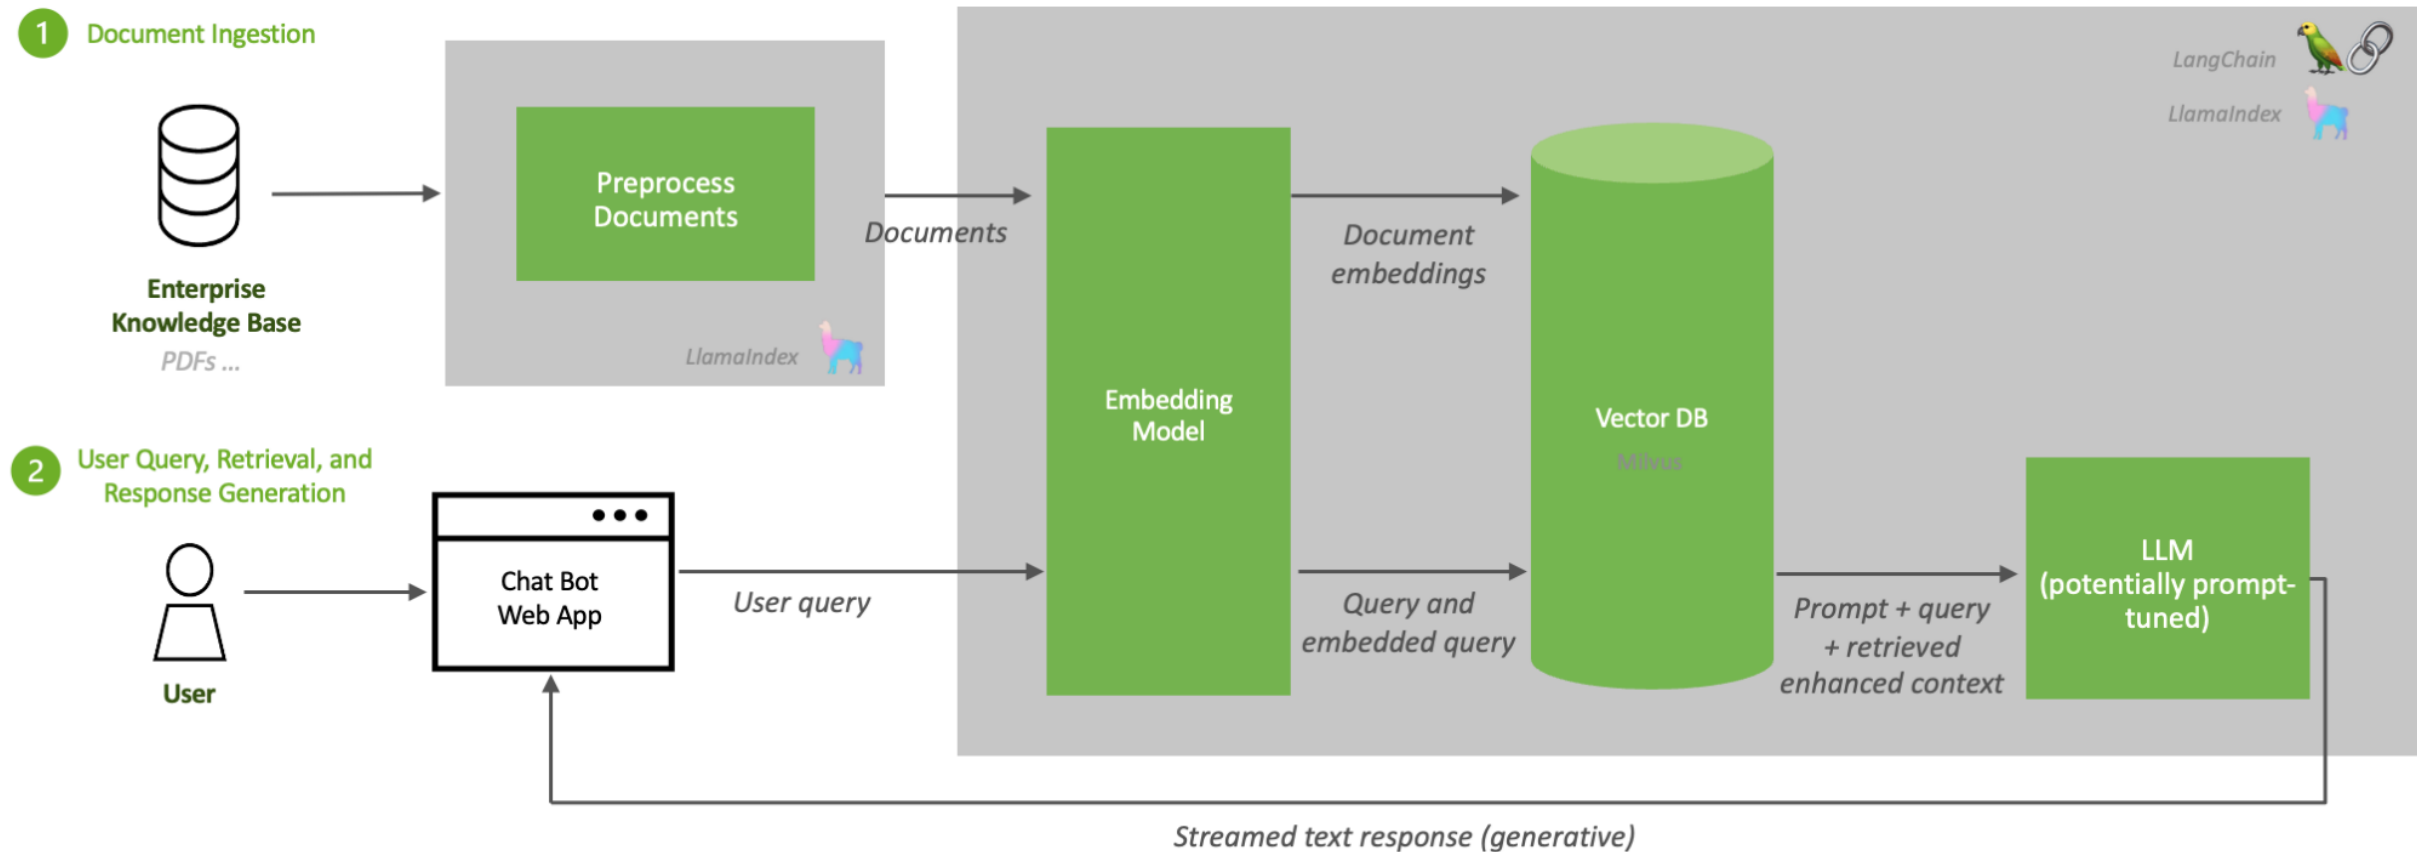 1
Document Ingestion
LangChain
LlamaIndex
Preprocess
Documents
Documents
Document
embeddings
Enterprise
Knowledge Base
PDFs ...
LlamaIndex
Embedding
Model
Vector DB
Milvus
2
User Query, Retrieval, and
Response Generation
Chat Bot
Web App
User
User query
Query and
embedded query
Prompt + query
+ retrieved
enhanced context
LLM
(potentially prompt-
tuned)
Streamed text response (generative)